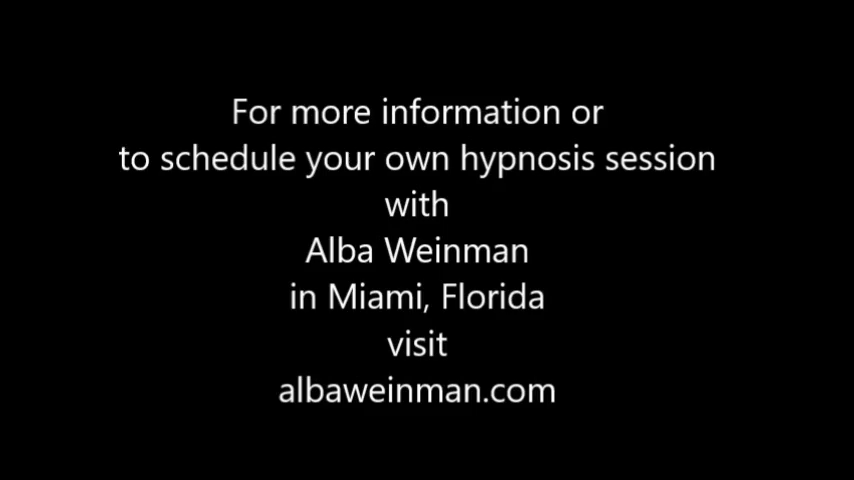 For more information or
to schedule your own hypnosis session
with
Alba Weinman
in Miami, Florida
visit
albaweinman.com